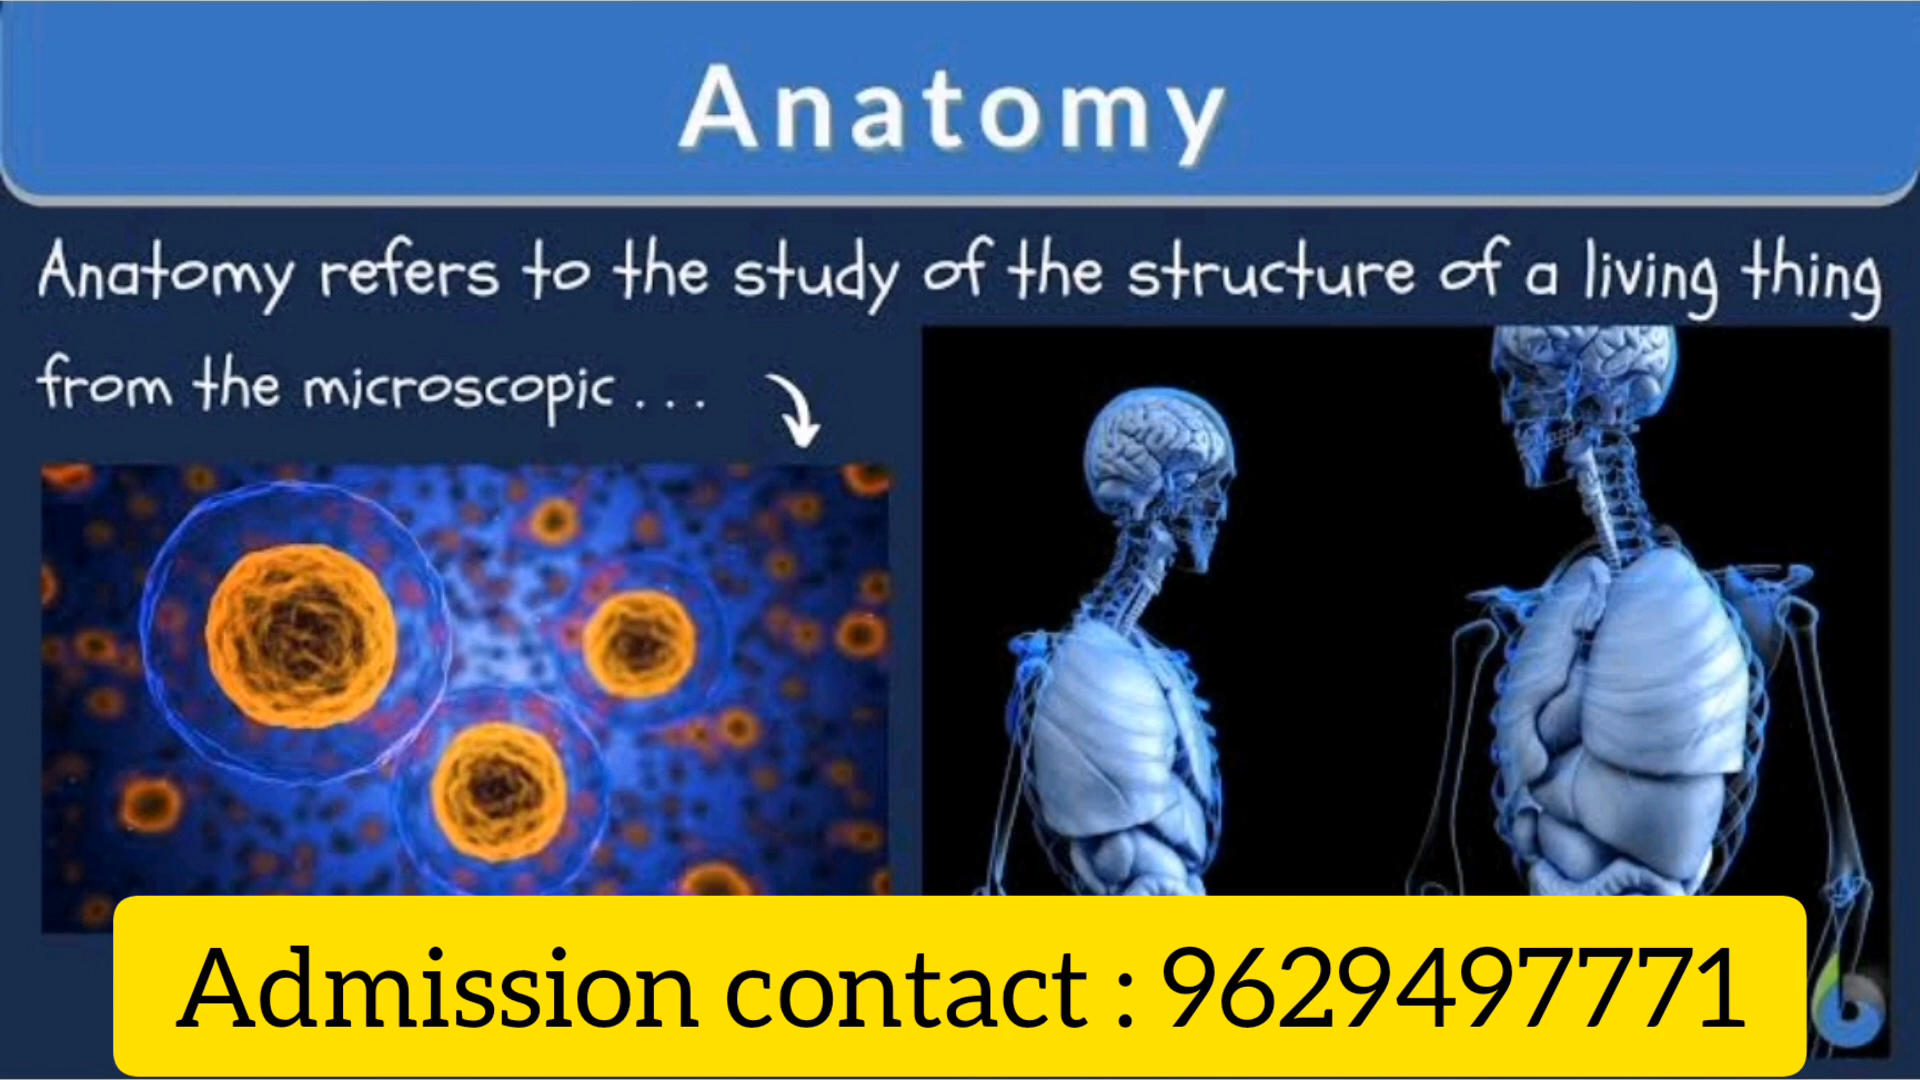 Anatomy
Anatomy refers to the study of the structure of a living thing
from the microscopic . . .
Admission contact : 9629497771